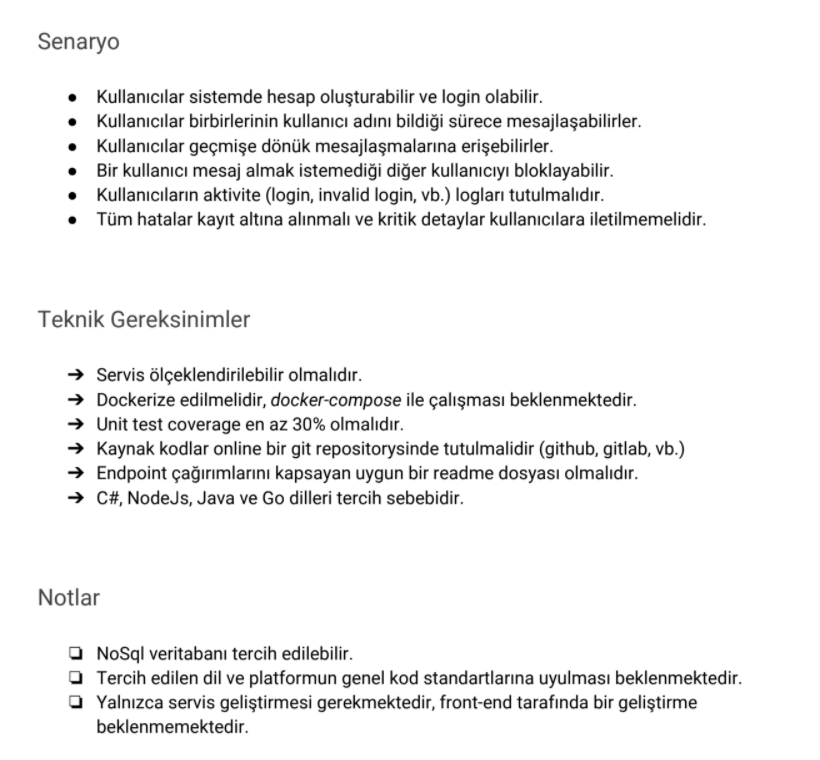 Senaryo
● Kullanıcılar sistemde hesap oluşturabilir ve login olabilir.
● Kullanıcılar birbirlerinin kullanıcı adını bildiği sürece mesajlaşabilirler.
● Kullanıcılar geçmişe dönük mesajlaşmalarına erişebilirler.
● Bir kullanıcı mesaj almak istemediği diğer kullanıcıyı bloklayabilir.
● Kullanıcıların aktivite (login, invalid login, vb.) logları tutulmalıdır.
● Tüm hatalar kayıt altına alınmalı ve kritik detaylar kullanıcılara iletilmemelidir.
Teknik Gereksinimler
➔ Servis ölçeklendirilebilir olmalıdır.
➔ Dockerize edilmelidir, docker-compose ile çalışması beklenmektedir.
➔ Unit test coverage en az 30% olmalıdır.
➔ Kaynak kodlar online bir git repositorysinde tutulmalidir (github, gitlab, vb.)
➔ Endpoint çağırımlarını kapsayan uygun bir readme dosyası olmalıdır.
➔ C#, NodeJs, Java ve Go dilleri tercih sebebidir.
Notlar
❏ NoSql veritabanı tercih edilebilir.
❏ Tercih edilen dil ve platformun genel kod standartlarına uyulması beklenmektedir.
❏ Yalnızca servis geliştirmesi gerekmektedir, front-end tarafında bir geliştirme
beklenmemektedir.